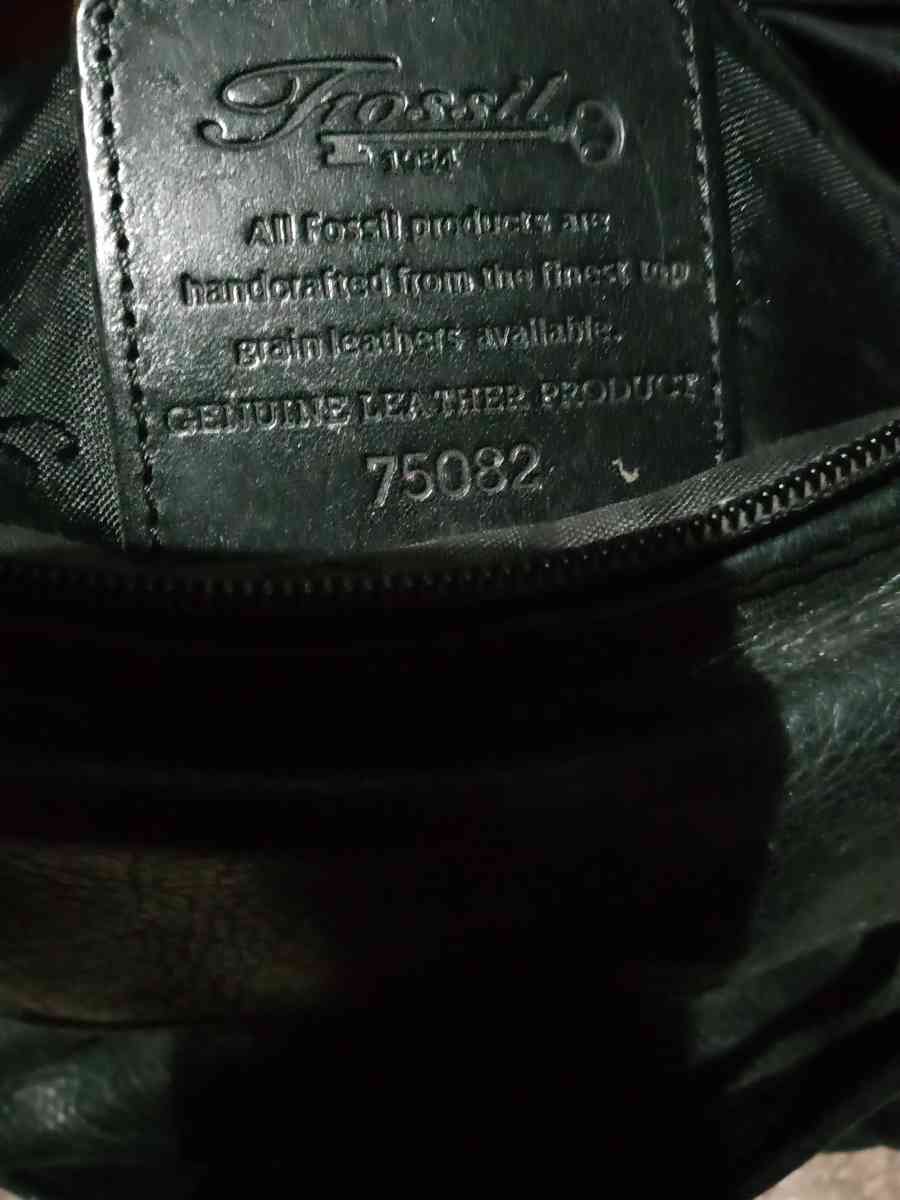 Fossil
1954
All Fossil products are
handcrafted from the finest top
grain leathers available.
GENUINE LEATHER PRODUCT
75082